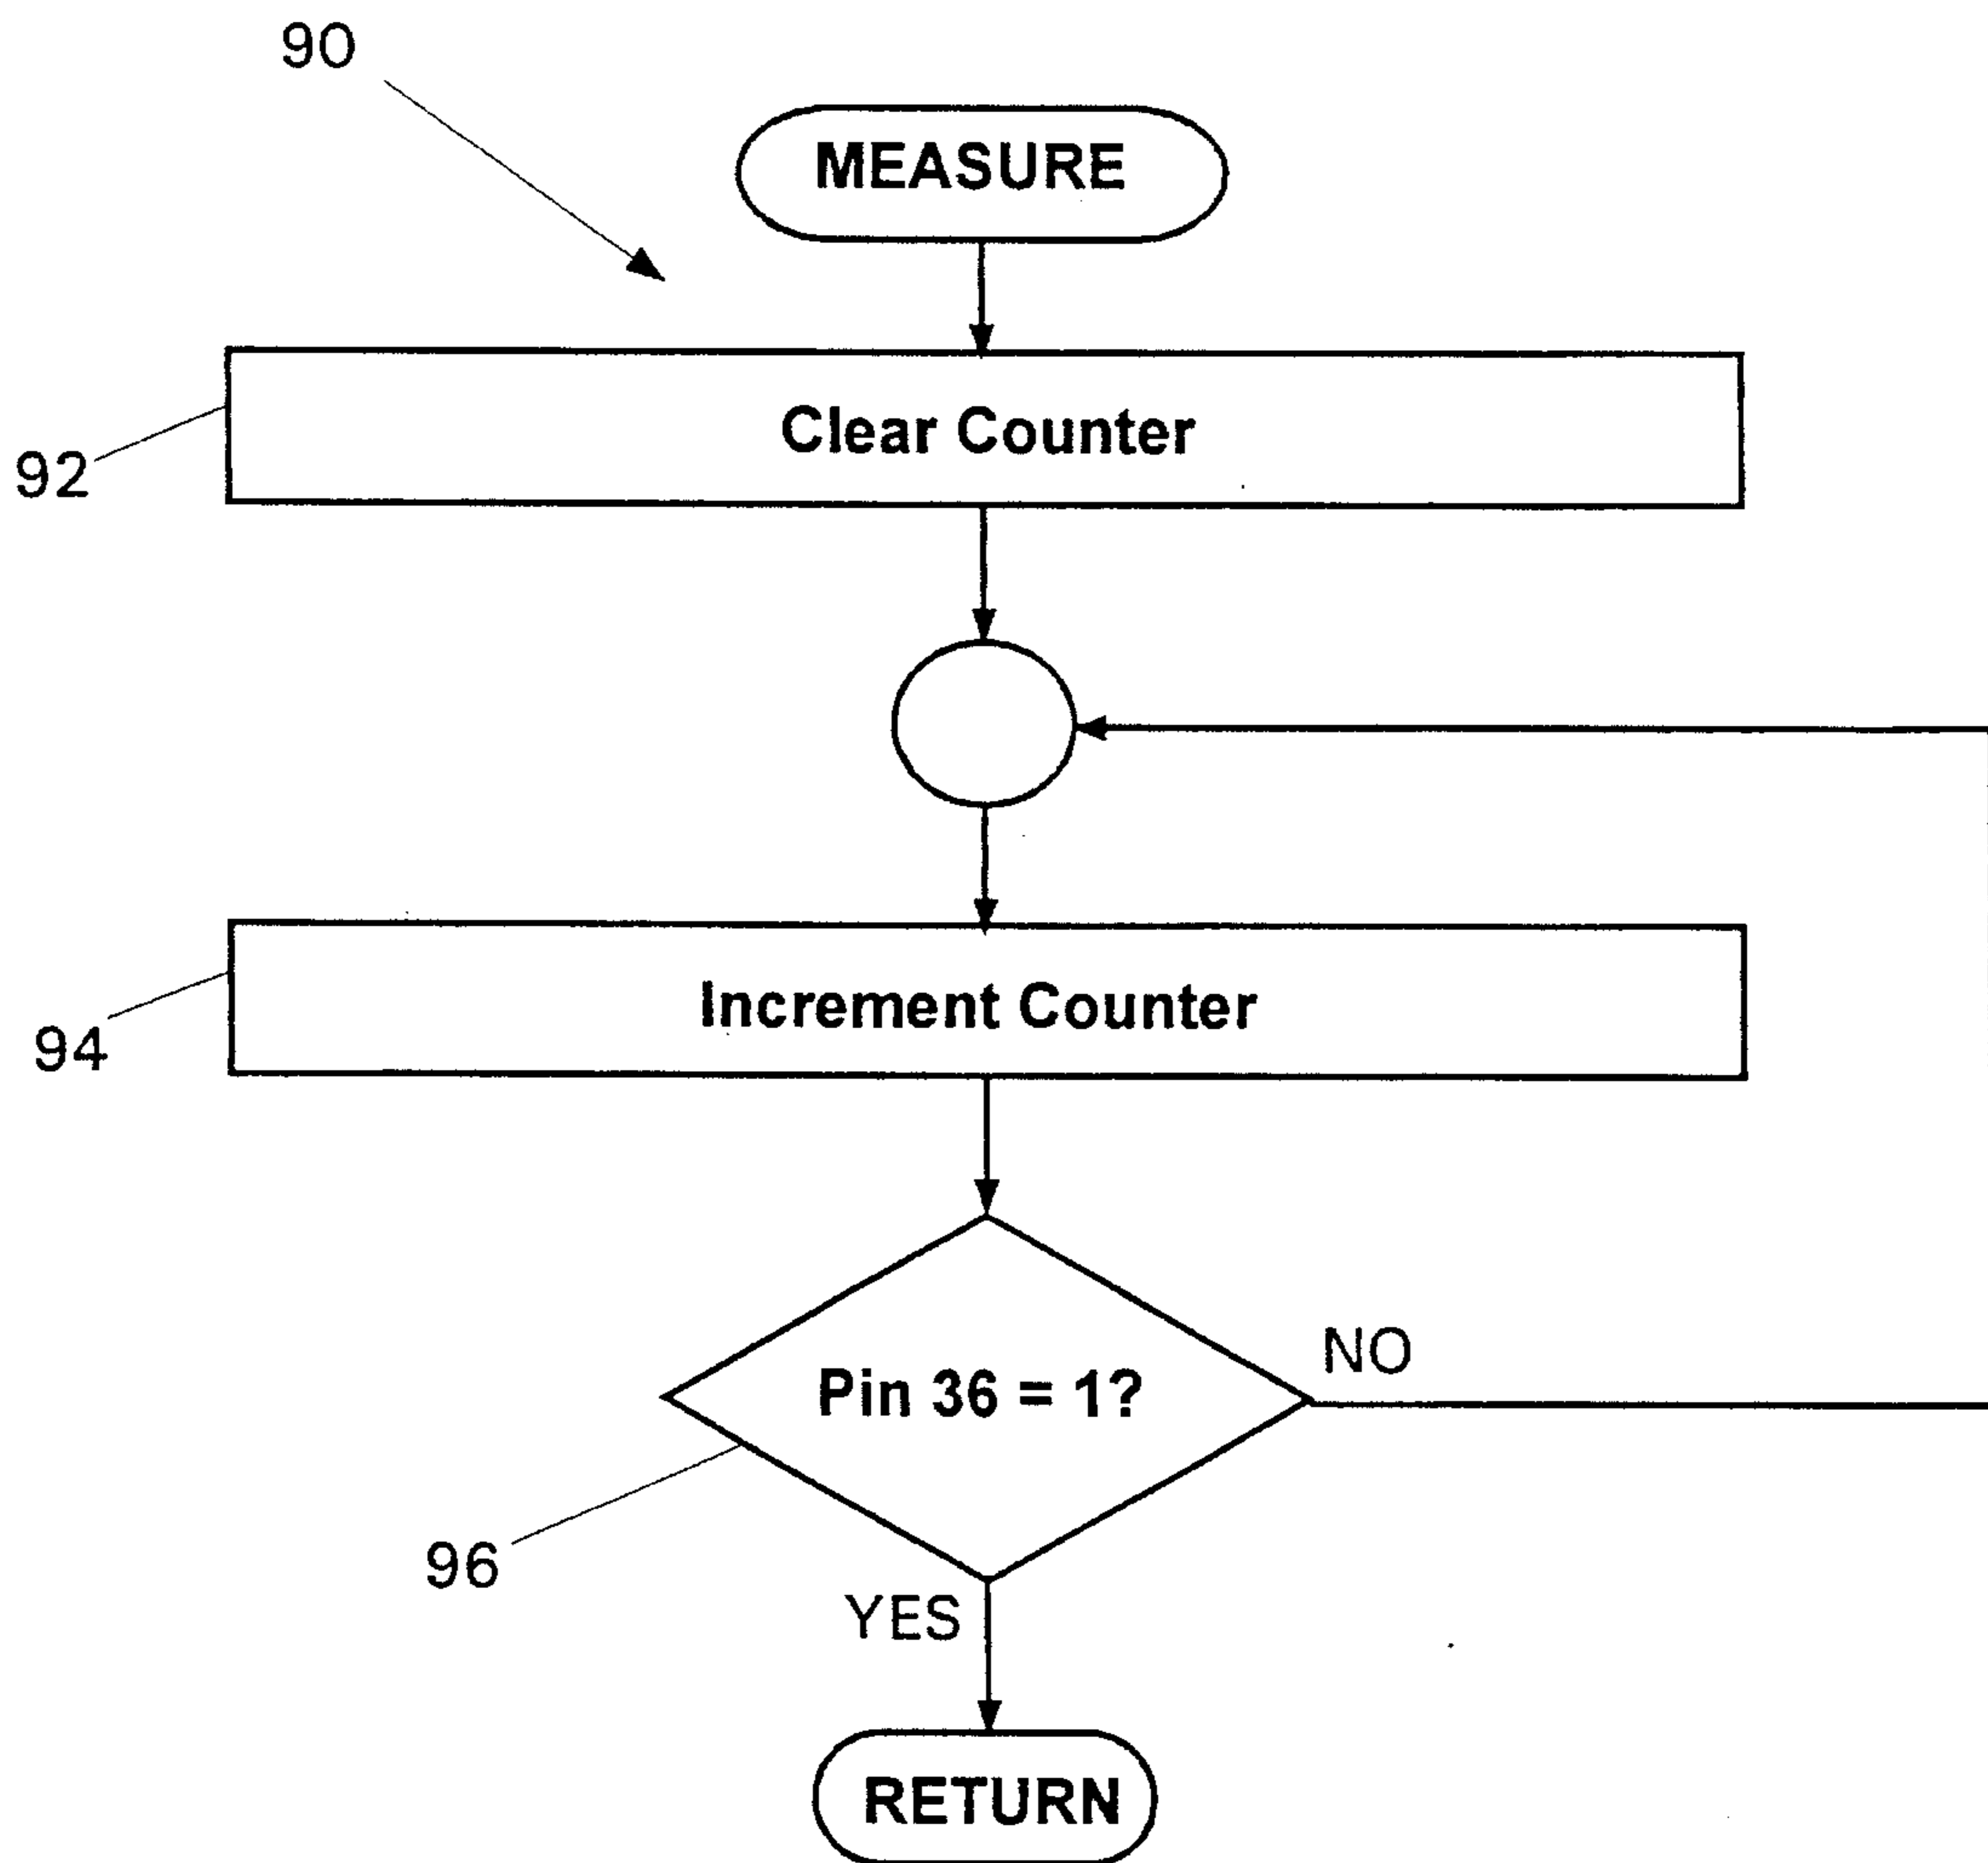 90
MEASURE
Clear Counter
92
Increment Counter
94
Pin 36 = 1?
NO
96
YES
RETURN